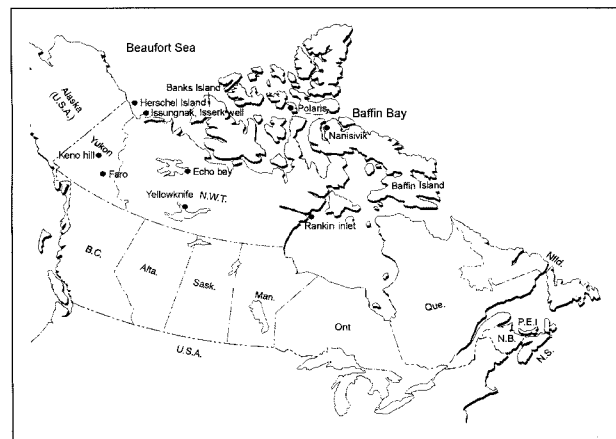 Beaufort Sea
Alaska
(U.S.A.)
Banks Island
Herschel Island
Issungnak, Isserk well
Polaris
Baffin Bay
Nanisivik
Yukon
Keno hill
Faro
Echo bay
Baffin Island
Yellowknife N.W.T.
Rankin inlet
B.C.
Alta.
Sask.
Man.
Ont
Que.
Nfld.
P.E.I
N.B.
N.S.
U.S.A.